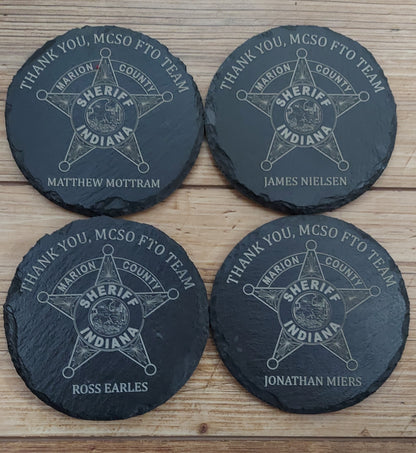 THANK YOU, MCSO FTO TEAM
MARION COUNTY
SHERIFF
INDIANA
MATTHEW MOTTRAM
THANK YOU, MCSO FTO TEAM
MARION COUNTY
SHERIFF
INDIANA
JAMES NIELSEN
THANK YOU, MCSO FTO TEAM
MARION COUNTY
SHERIFF
INDIANA
ROSS EARLES
THANK YOU, MCSO FTO TEAM
MARION COUNTY
SHERIFF
INDIANA
JONATHAN MIERS